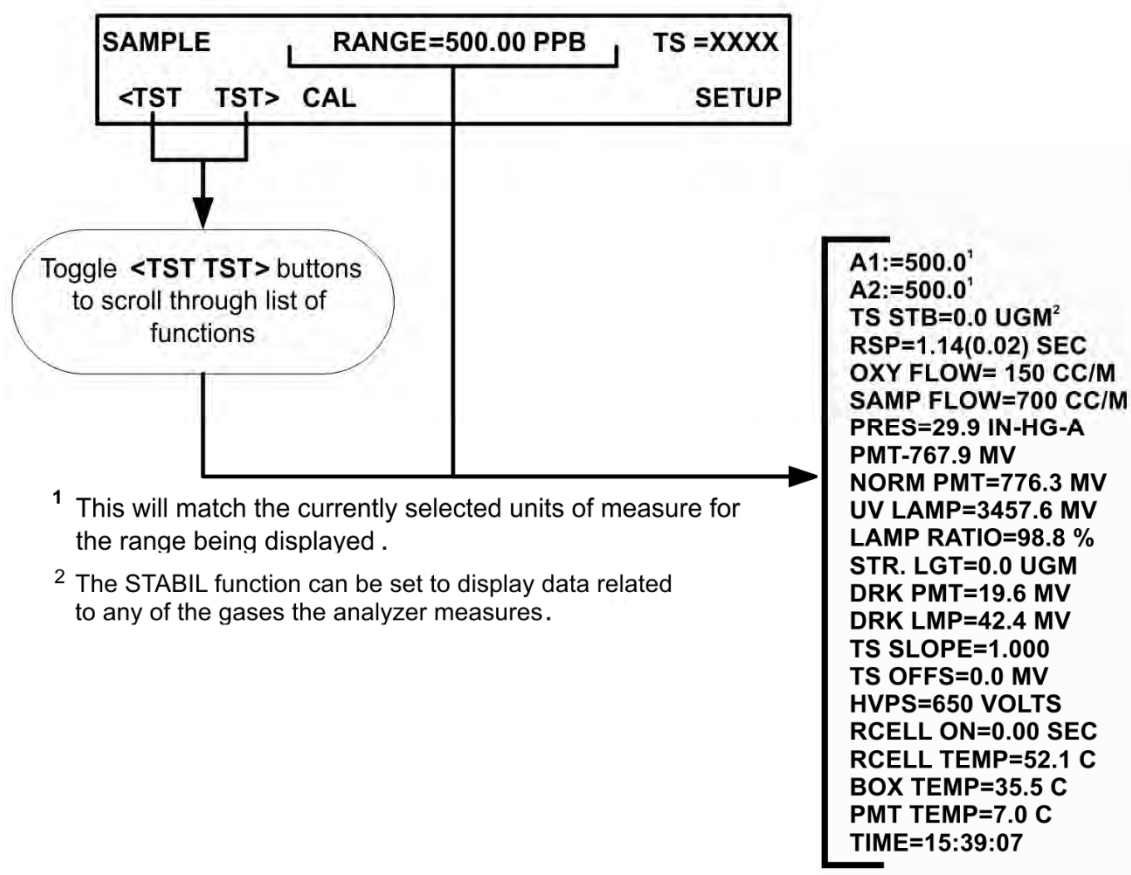 SAMPLE RANGE=500.00 PPB TS =XXXX
<TST TST> CAL SETUP
Toggle <TST TST> buttons
to scroll through list of
functions
A1:=500.0¹
A2:=500.0¹
TS STB=0.0 UGM²
RSP=1.14(0.02) SEC
OXY FLOW= 150 CC/M
SAMP FLOW=700 CC/M
PRES=29.9 IN-HG-A
PMT-767.9 MV
NORM PMT=776.3 MV
UV LAMP=3457.6 MV
LAMP RATIO=98.8 %
STR. LGT=0.0 UGM
DRK PMT=19.6 MV
DRK LMP=42.4 MV
TS SLOPE=1.000
TS OFFS=0.0 MV
HVPS=650 VOLTS
RCELL ON=0.00 SEC
RCELL TEMP=52.1 C
BOX TEMP=35.5 C
PMT TEMP=7.0 C
TIME=15:39:07
¹ This will match the currently selected units of measure for
the range being displayed .
² The STABIL function can be set to display data related
to any of the gases the analyzer measures.